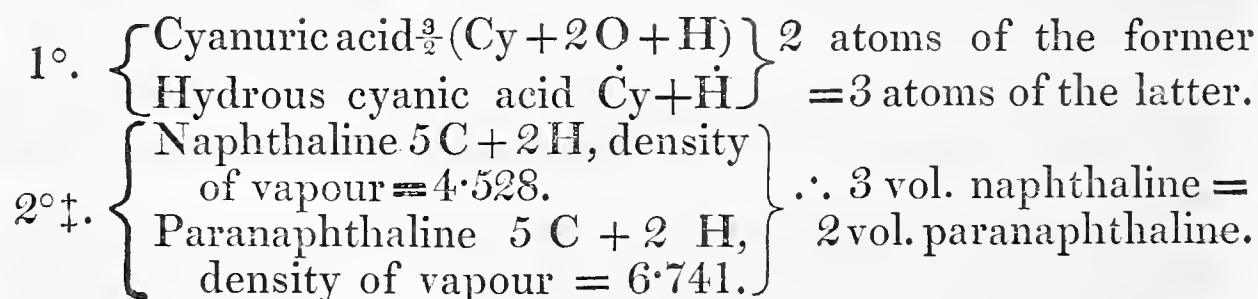 1°. { Cyanuric acid 3/2 (Cy + 2 O + H) } 2 atoms of the former
Hydrous cyanic acid Ċy + Ḣ } = 3 atoms of the latter.
2°‡. { Naphthaline 5 C + 2 H, density
of vapour = 4·528. } ∴ 3 vol. naphthaline =
Paranaphthaline 5 C + 2 H, 2 vol. paranaphthaline.
density of vapour = 6·741. }